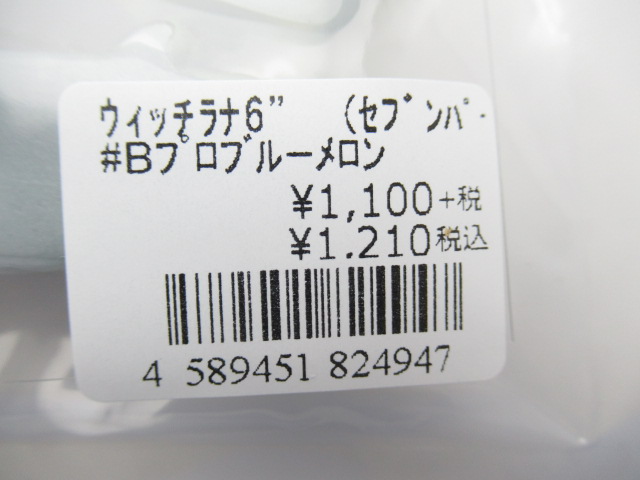 ｳｨｯﾁﾗﾅ6” (ｾﾌﾞﾝﾊﾟｰ
#Bプロブルーメロン
¥1,100+税
¥1.210税込
4 589451 824947